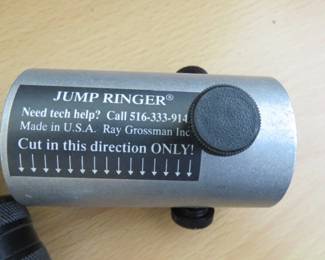 JUMP RINGER®
Need tech help? Call 516-333-914
Made in U.S.A. Ray Grossman Inc
Cut in this direction ONLY!